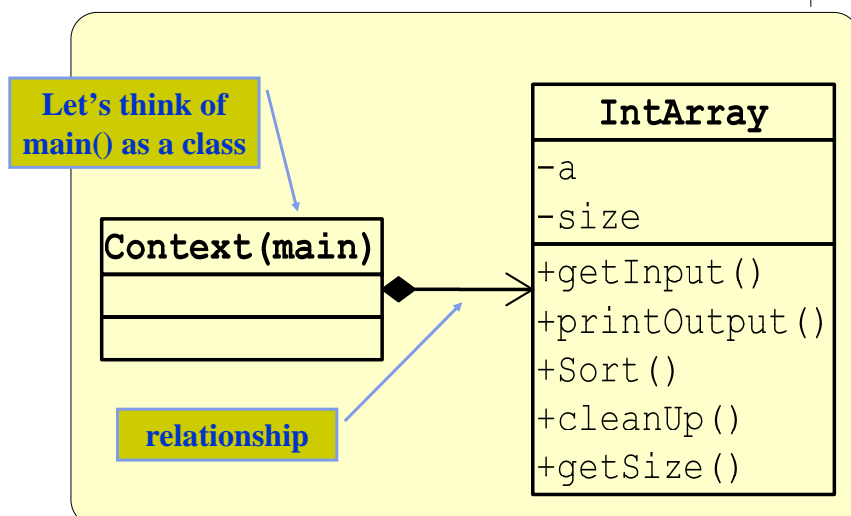 Let's think of
main() as a class
Context(main)
relationship
IntArray
-a
-size
+getInput()
+printOutput()
+Sort()
+cleanUp()
+getSize()